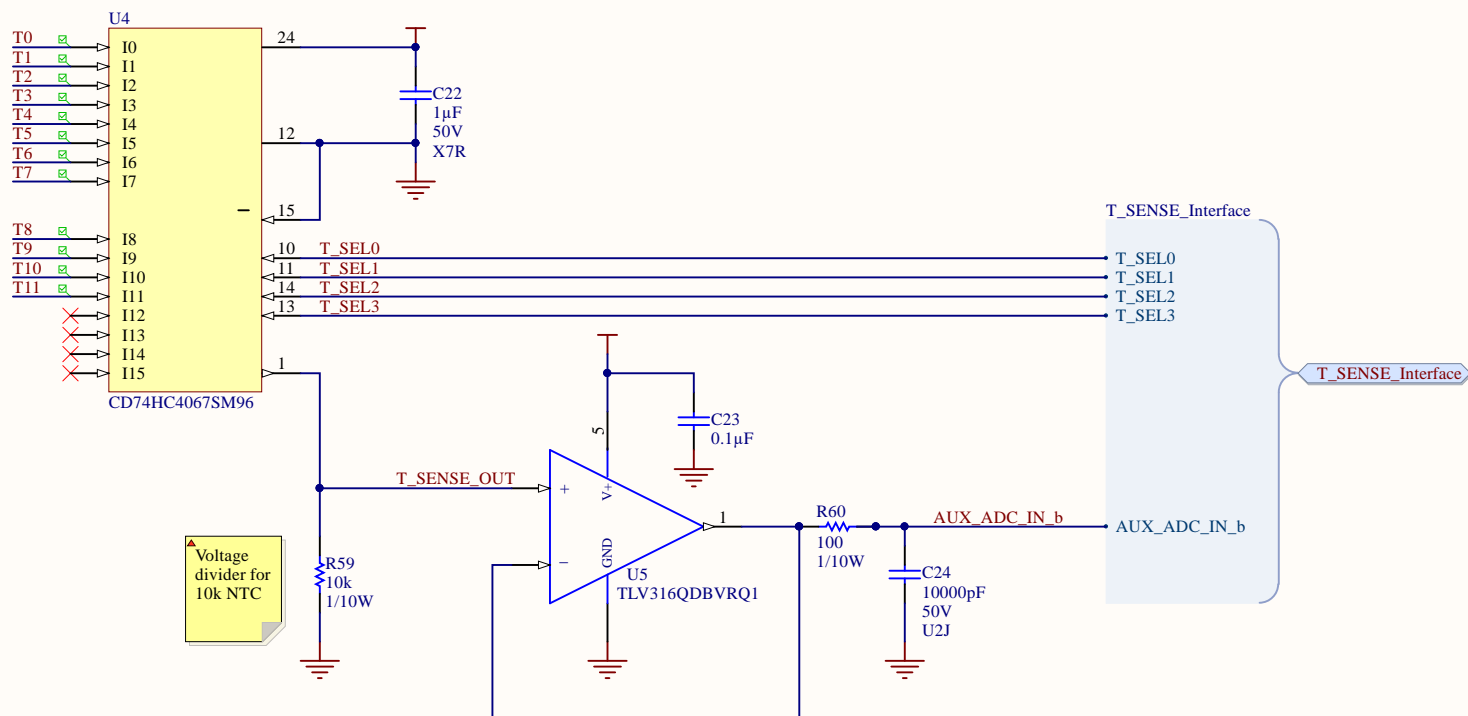 U4
T0
T1
T2
T3
T4
T5
T6
T7
T8
T9
T10
T11
I0
I1
I2
I3
I4
I5
I6
I7
I8
I9
I10
I11
I12
I13
I14
I15
24
12
15
10
11
14
13
1
CD74HC4067SM96
C22
1µF
50V
X7R
T_SEL0
T_SEL1
T_SEL2
T_SEL3
T_SENSE_Interface
T_SEL0
T_SEL1
T_SEL2
T_SEL3
AUX_ADC_IN_b
T_SENSE_Interface
C23
0.1µF
5
V+
T_SENSE_OUT
+
−
GND
1
U5
TLV316QDBVRQ1
R60
100
1/10W
AUX_ADC_IN_b
C24
10000pF
50V
U2J
Voltage
divider for
10k NTC
R59
10k
1/10W